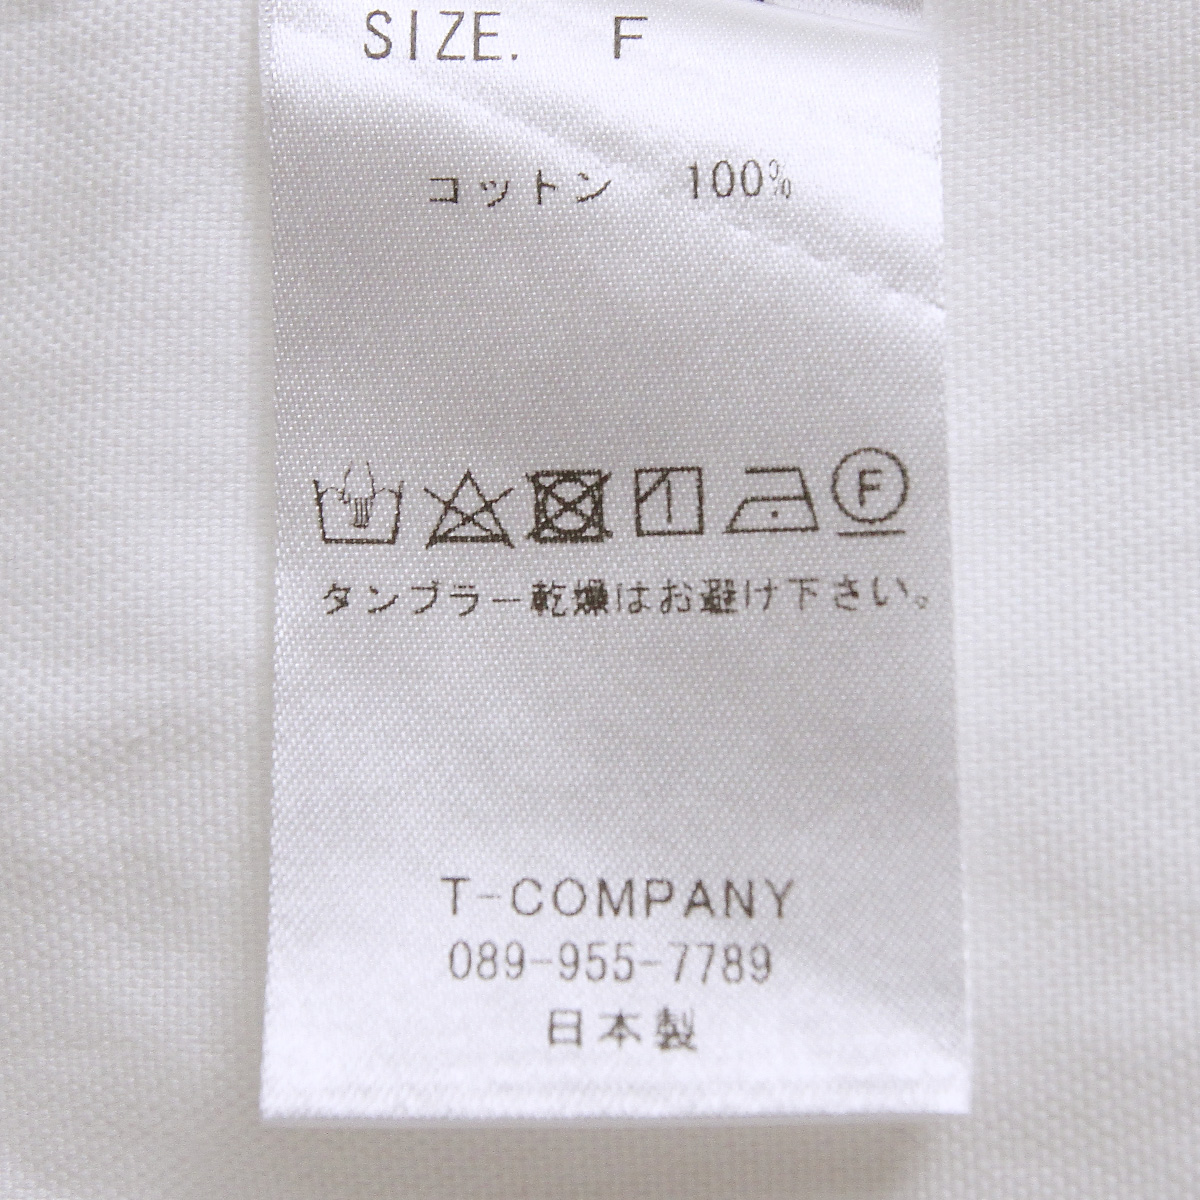 SIZE. F
コットン 100%
F
タンブラー乾燥はお避け下さい。
T-COMPANY
089-955-7789
日本製